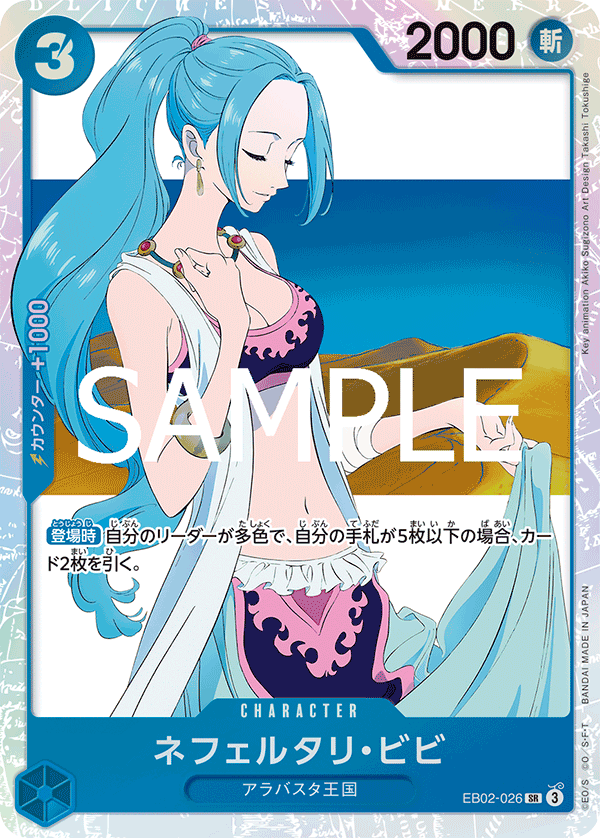 3
2000
斬
Key animation Akiko Sugizono Art Design Takashi Tokushige
カウンター+1000
SAMPLE
登場時 自分のリーダーが多色で、自分の手札が5枚以下の場合、カー
ド2枚を引く。
CHARACTER
ネフェルタリ・ビビ
アラバスタ王国
EB02-026 SR 3
©EO/S ©O/S・F・T BANDAI MADE IN JAPAN